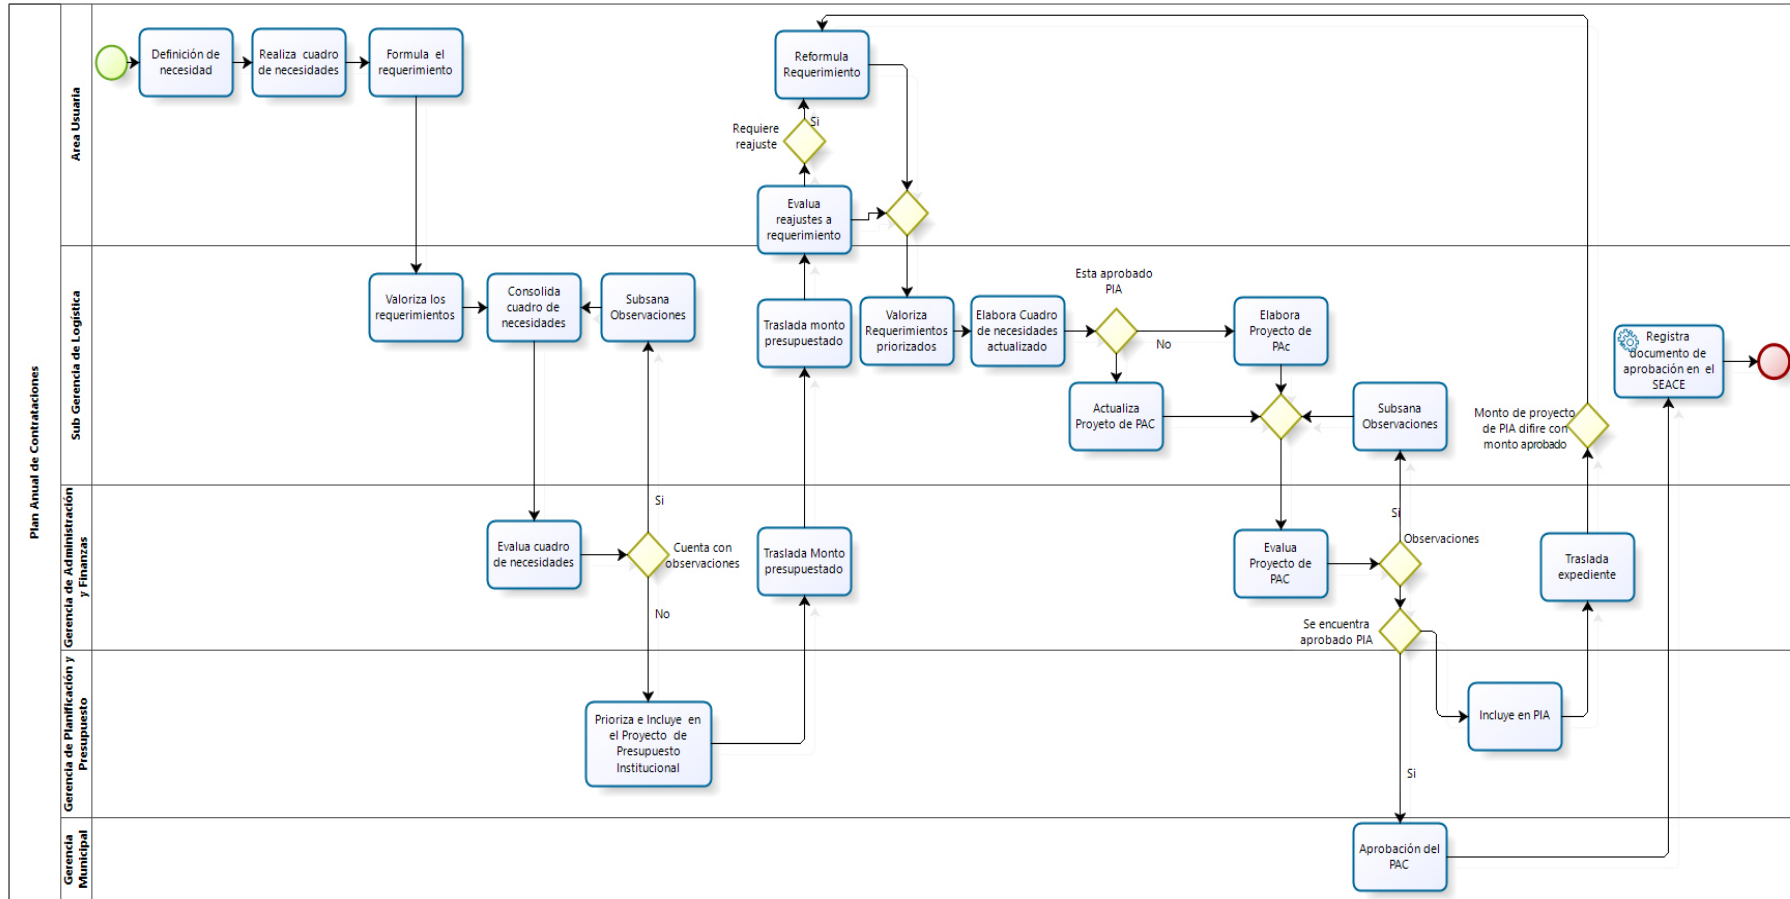 Plan Anual de Contrataciones
Area Usuaria
Definición de
necesidad
Realiza cuadro
de necesidades
Formula el
requerimiento
Reformula
Requerimiento
Si
Requiere
reajuste
Evalua
reajustes a
requerimiento
Sub Gerencia de Logística
Valoriza los
requerimientos
Consolida
cuadro de
necesidades
Subsana
Observaciones
Traslada monto
presupuestado
Valoriza
Requerimientos
priorizados
Elabora Cuadro
de necesidades
actualizado
Esta aprobado
PIA
No
Elabora
Proyecto de
PAc
Actualiza
Proyeto de PAC
Subsana
Observaciones
Monto de proyecto
de PIA difire con
monto aprobado
Registra
documento de
aprobación en el
SEACE
Gerencia de Administración
y Finanzas
Evalua cuadro
de necesidades
Si
Cuenta con
observaciones
No
Traslada Monto
presupuestado
Evalua
Proyecto de
PAC
Si
Observaciones
Se encuentra
aprobado PIA
Traslada
expediente
Gerencia de Planificación y
Presupuesto
Prioriza e Incluye en
el Proyecto de
Presupuesto
Institucional
Incluye en PIA
Si
Gerencia
Municipal
Aprobación del
PAC